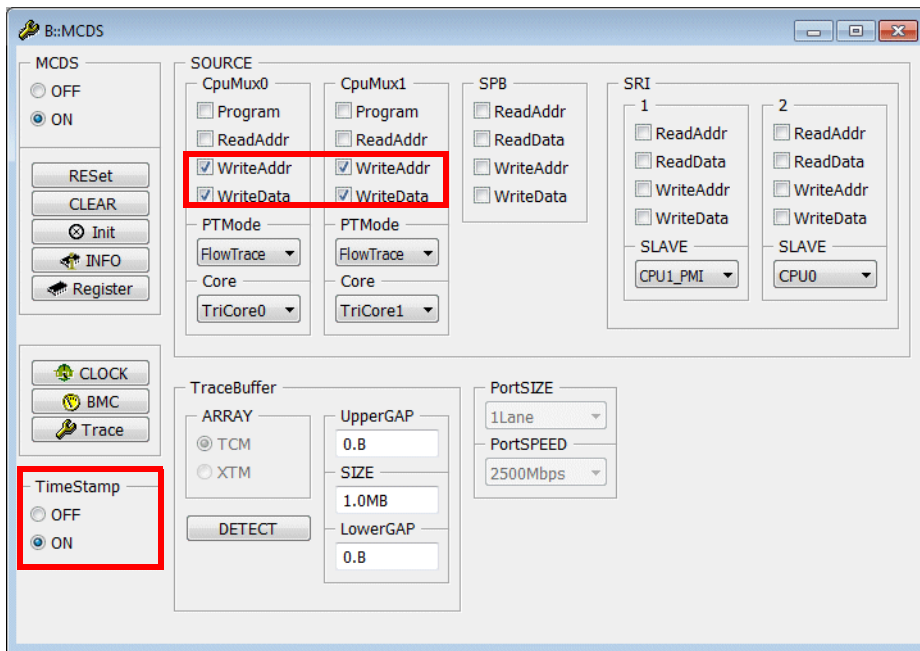 B::MCDS
MCDS
OFF
ON
RESet
CLEAR
Init
INFO
Register
CLOCK
BMC
Trace
TimeStamp
OFF
ON
SOURCE
CpuMux0
Program
ReadAddr
WriteAddr
WriteData
PTMode
FlowTrace
Core
TriCore0
CpuMux1
Program
ReadAddr
WriteAddr
WriteData
PTMode
FlowTrace
Core
TriCore1
SPB
ReadAddr
ReadData
WriteAddr
WriteData
SRI
1
ReadAddr
ReadData
WriteAddr
WriteData
SLAVE
CPU1_PMI
2
ReadAddr
ReadData
WriteAddr
WriteData
SLAVE
CPU0
TraceBuffer
ARRAY
TCM
XTM
DETECT
UpperGAP
0.B
SIZE
1.0MB
LowerGAP
0.B
PortSIZE
1Lane
PortSPEED
2500Mbps